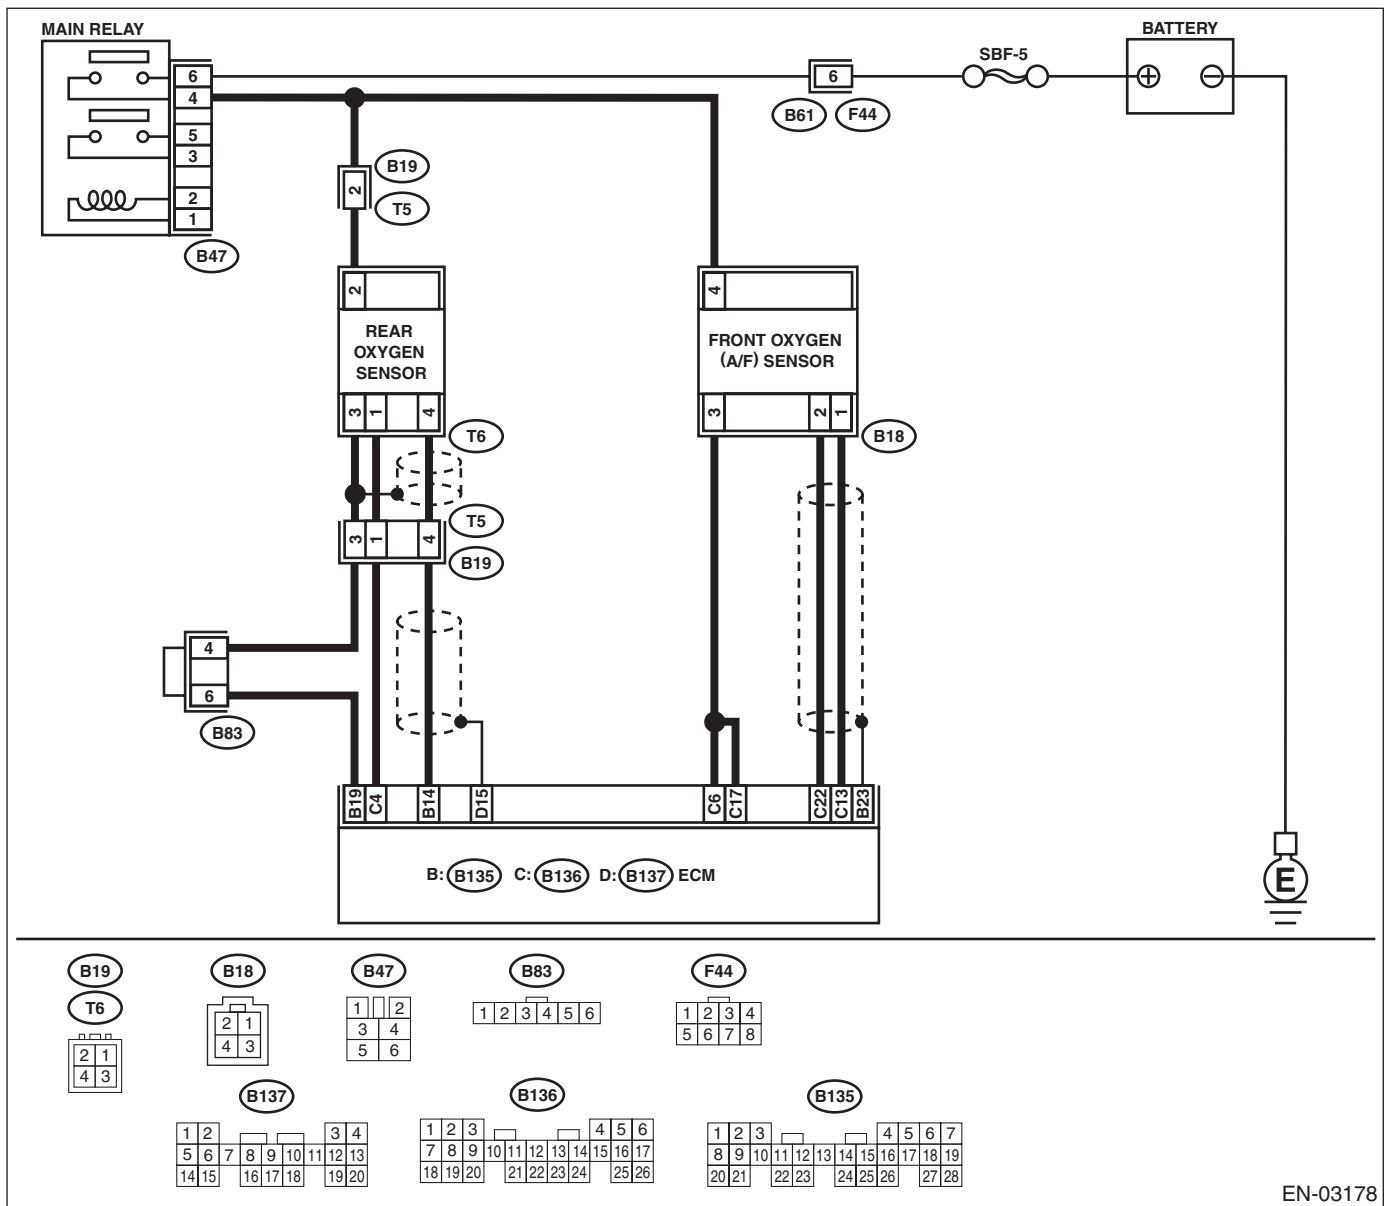 MAIN RELAY
BATTERY
SBF-5
6
4
5
3
2
1
B47
6
B61 F44
2
B19
T5
2
REAR
OXYGEN
SENSOR
3 1 4
T6
4
FRONT OXYGEN
(A/F) SENSOR
3 2 1
B18
T5
3 1 4
B19
4
6
B83
B19 C4 B14 D15 C6 C17 C22 C13 B23
B: B135 C: B136 D: B137 ECM
E
B19 B18 B47 B83 F44
T6
2 1
4 3
2 1
4 3
1 2
3 4
5 6
1 2 3 4 5 6
1 2 3 4
5 6 7 8
B137 B136 B135
1 2 3 4
5 6 7 8 9 10 11 12 13
14 15 16 17 18 19 20
1 2 3 4 5 6
7 8 9 10 11 12 13 14 15 16 17
18 19 20 21 22 23 24 25 26
1 2 3 4 5 6 7
8 9 10 11 12 13 14 15 16 17 18 19
20 21 22 23 24 25 26 27 28
EN-03178